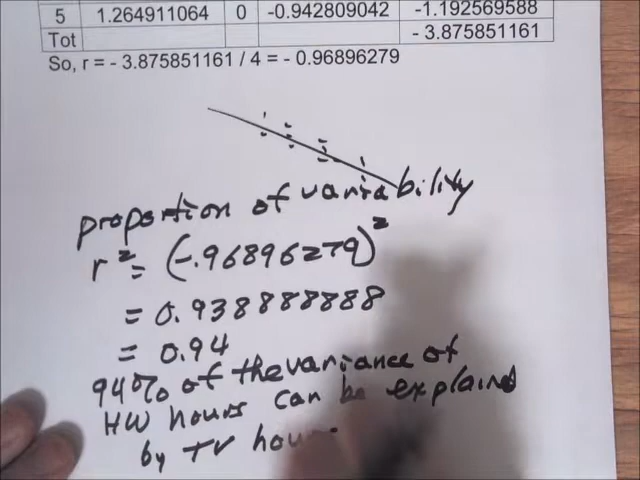 5 1.264911064 0 -0.942809042 -1.192569588
Tot - 3.875851161
So, r = - 3.875851161 / 4 = - 0.96896279
proportion of variability
r² = (-.96896279)²
= 0.938888888
= 0.94
94% of the variance of
HW hours can be explained
by TV hours